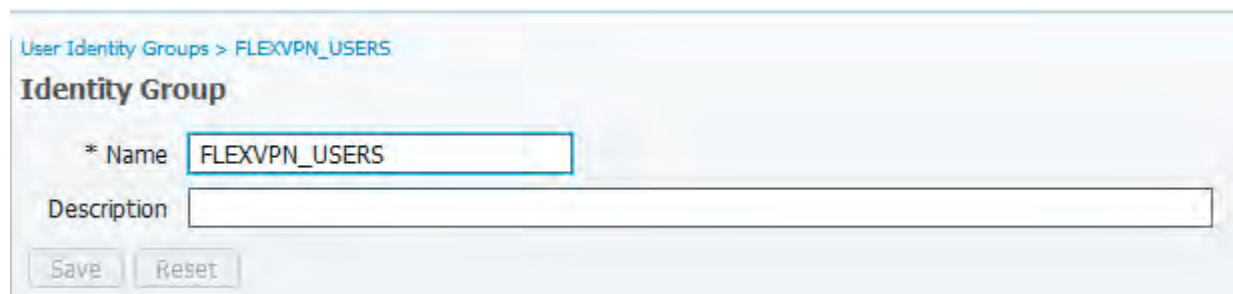 User Identity Groups > FLEXVPN_USERS
Identity Group
* Name FLEXVPN_USERS
Description
Save Reset